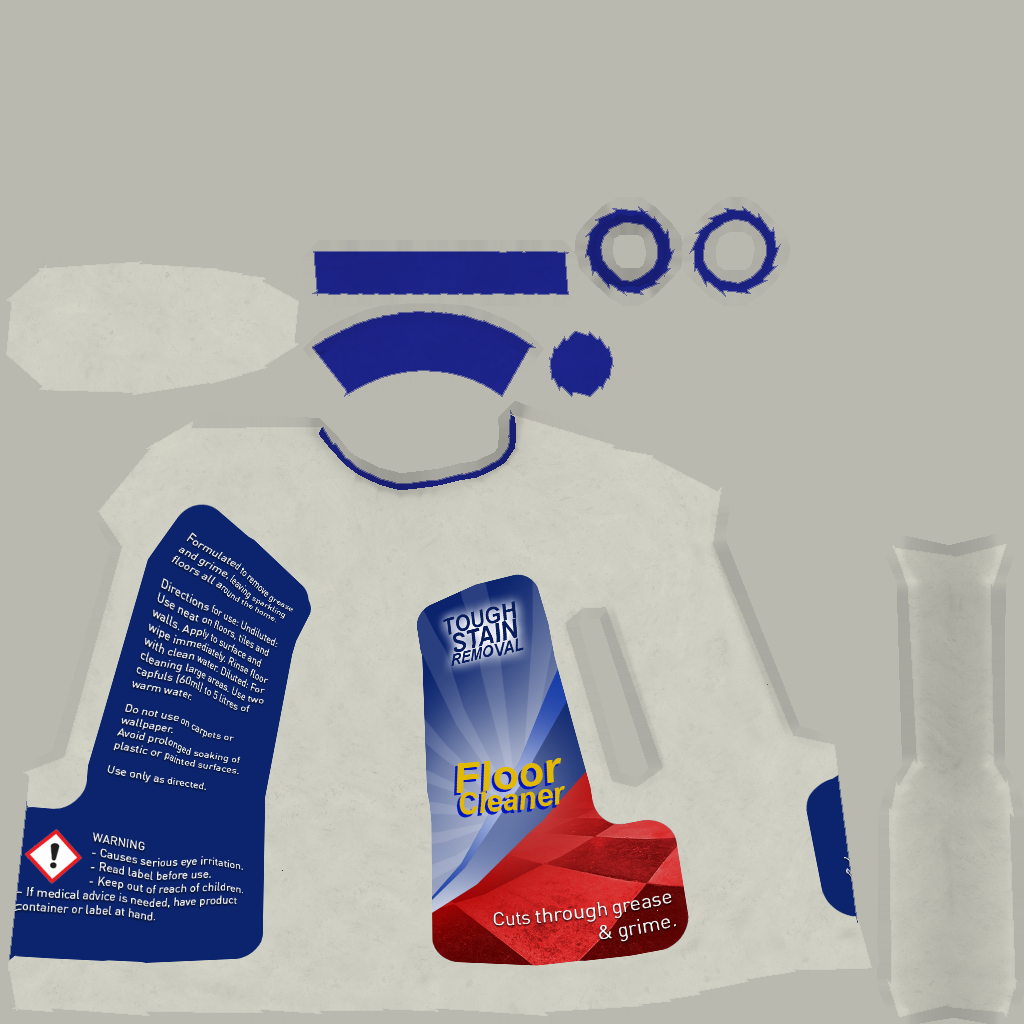 Formulated to remove grease
and grime, leaving sparkling
floors all around the home.
Directions for use: Undiluted:
Use neat on floors, tiles and
walls. Apply to surface and
wipe immediately. Rinse floor
with clean water. Diluted: For
cleaning large areas. Use two
capfuls (60ml) to 5 litres of
warm water.
Do not use on carpets or
wallpaper.
Avoid prolonged soaking of
plastic or painted surfaces.
Use only as directed.
WARNING
- Causes serious eye irritation.
- Read label before use.
- Keep out of reach of children.
- If medical advice is needed, have product
container or label at hand.
TOUGH
STAIN
REMOVAL
Floor
Cleaner
Cuts through grease
& grime.